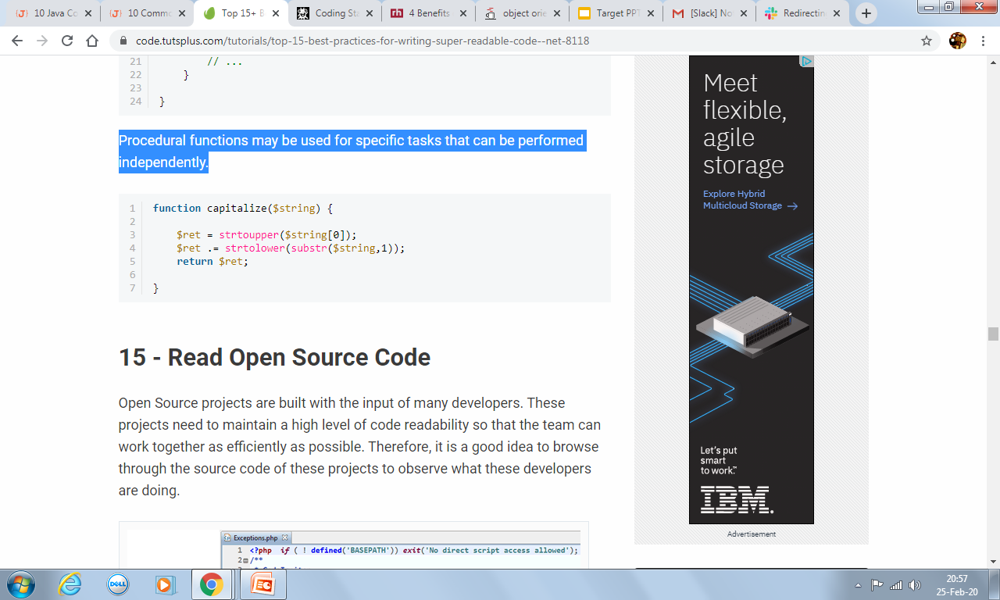 10 Java Co
10 Commo
Top 15+ B
Coding Sta
4 Benefits
object orie
Target PPT
[Slack] No
Redirectin
code.tutsplus.com/tutorials/top-15-best-practices-for-writing-super-readable-code--net-8118
21 // ...
22 }
23
24 }
Procedural functions may be used for specific tasks that can be performed
independently.
1 function capitalize($string) {
2
3 $ret = strtoupper($string[0]);
4 $ret .= strtolower(substr($string,1));
5 return $ret;
6
7 }
15 - Read Open Source Code
Open Source projects are built with the input of many developers. These
projects need to maintain a high level of code readability so that the team can
work together as efficiently as possible. Therefore, it is a good idea to browse
through the source code of these projects to observe what these developers
are doing.
Exceptions.php
1 <?php if ( ! defined('BASEPATH')) exit('No direct script access allowed');
2 /**
Meet
flexible,
agile
storage
Explore Hybrid
Multicloud Storage →
Let's put
smart
to work.™
IBM.
Advertisement
DELL
20:57
25-Feb-20